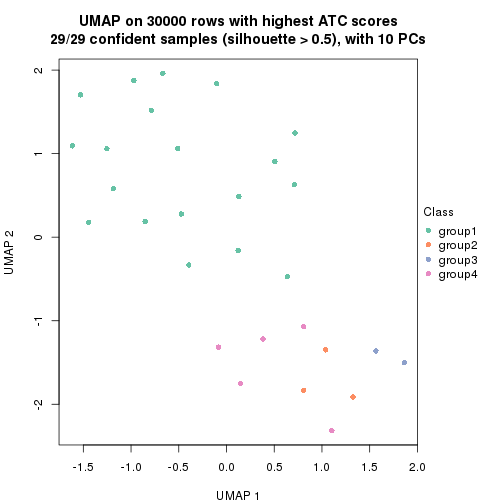 UMAP on 30000 rows with highest ATC scores
29/29 confident samples (silhouette > 0.5), with 10 PCs
2
1
0
-1
-2
UMAP 2
Class
group1
group2
group3
group4
-1.5 -1.0 -0.5 0.0 0.5 1.0 1.5 2.0
UMAP 1